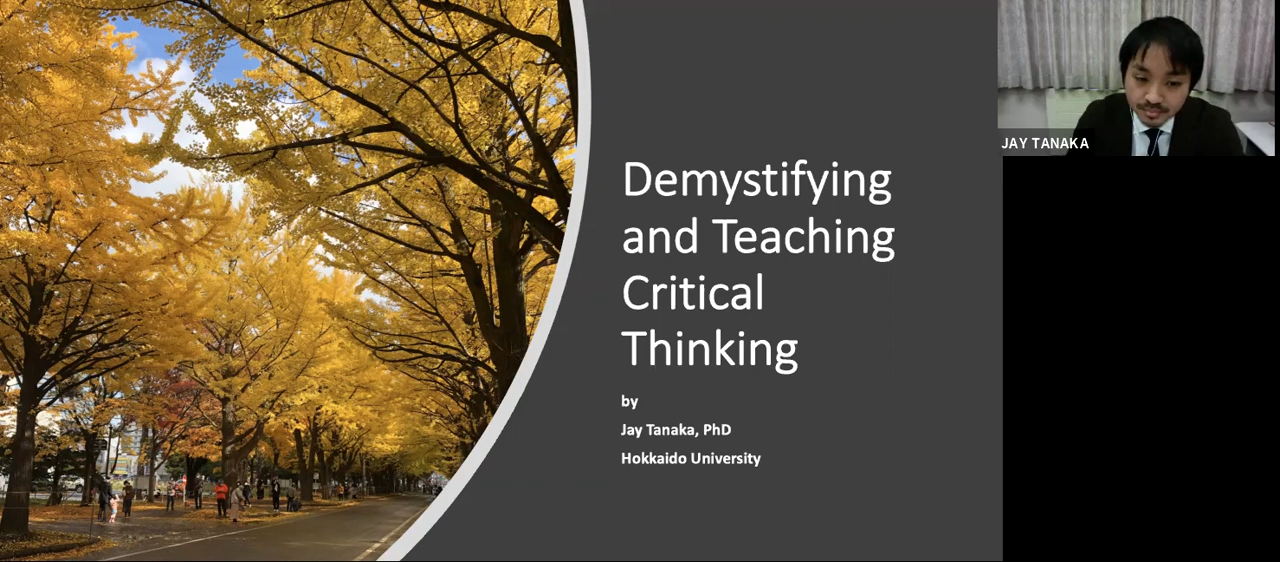 Demystifying
and Teaching
Critical
Thinking
by
Jay Tanaka, PhD
Hokkaido University
JAY TANAKA